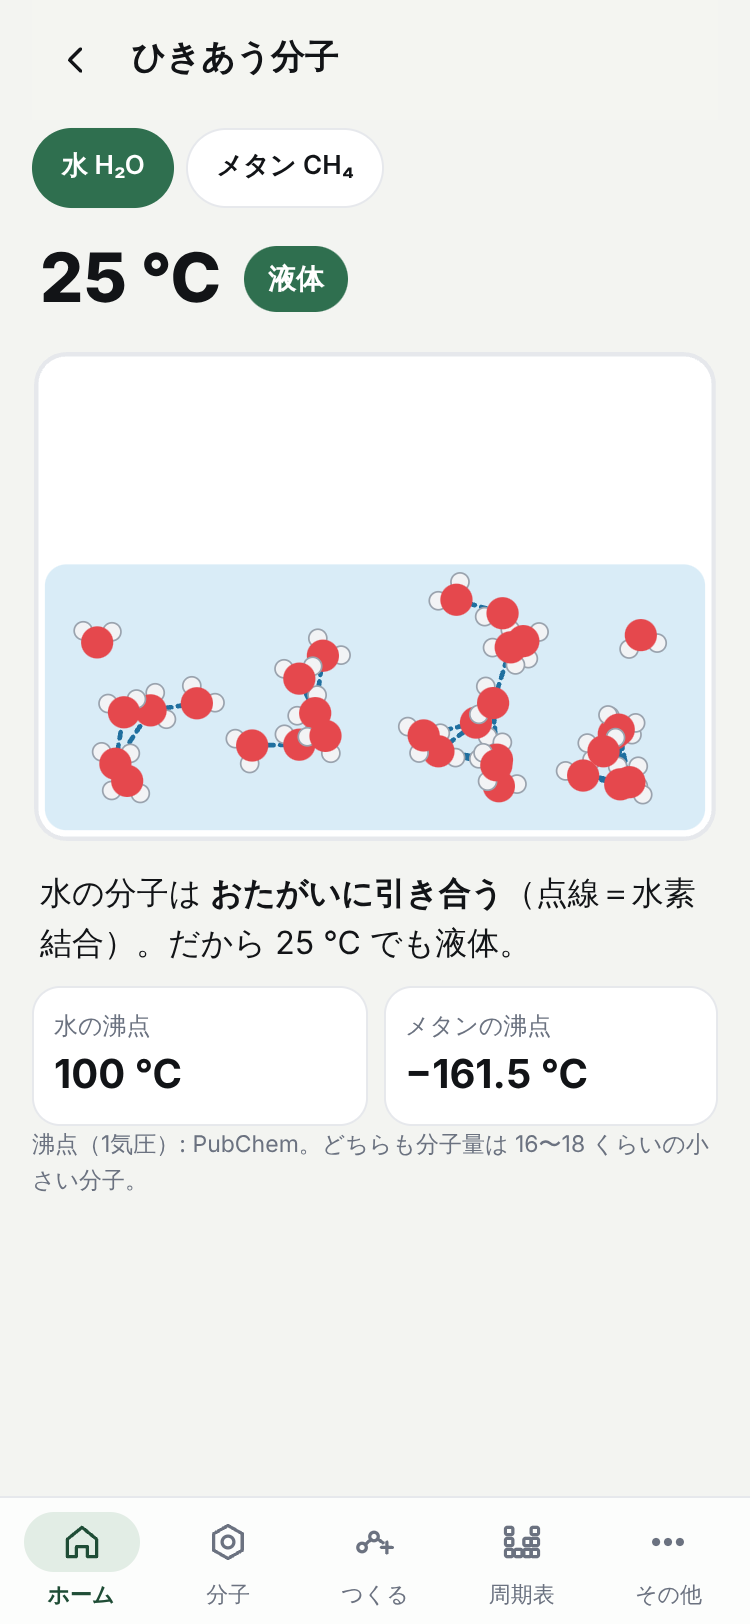 ひきあう分子
水 H₂O
メタン CH₄
25 °C
液体
水の分子は おたがいに引き合う（点線＝水素
結合）。だから 25 °C でも液体。
水の沸点
100 °C
メタンの沸点
−161.5 °C
沸点（1気圧）: PubChem。どちらも分子量は 16〜18 くらいの小
さい分子。
ホーム
分子
つくる
周期表
その他